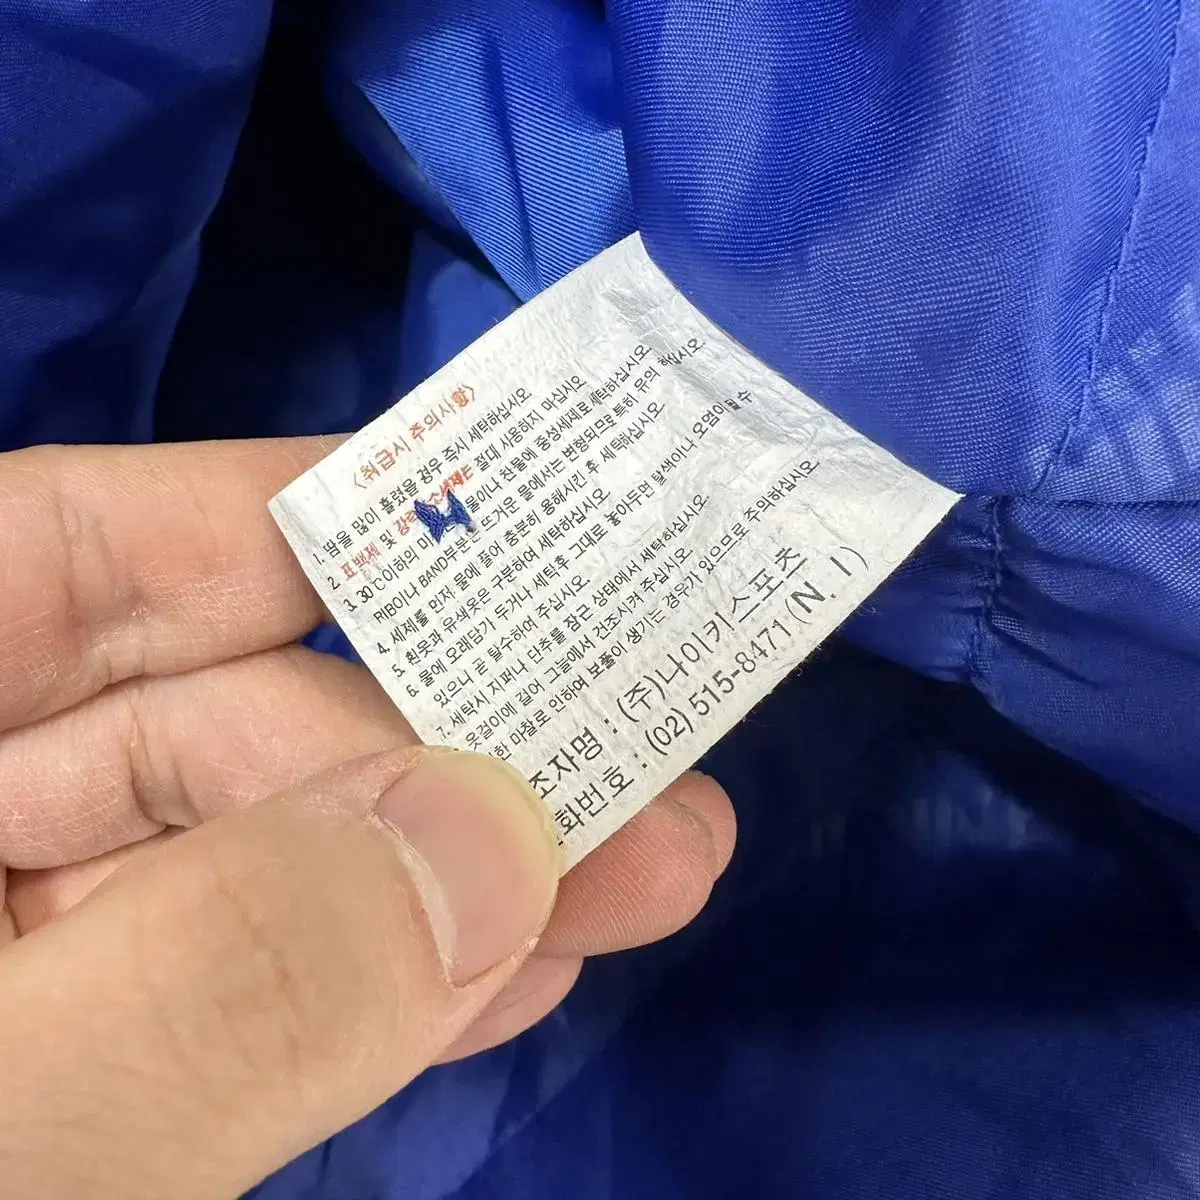 〈취급시 주의사항〉
1. 땀을 많이 흘렸을 경우 즉시 세탁하십시오.
2. 표백제 및 강력 소 제는 절대 사용하지 마십시오.
3. 30℃이하의 미 물이나 찬물에 중성세제로 세탁하십시오.
RIB이나 BAND부분은 뜨거운 물에서는 변형되므로 특히 유의 하십시오.
4. 세제를 먼저 물에 풀어 충분히 용해시킨 후 세탁하십시오.
5. 흰옷과 유색옷은 구분하여 세탁하십시오.
6. 물에 오래담가 두거나 세탁후 그대로 놓아두면 탈색이나 오염이 될 수
있으니 곧 탈수하여 주십시오.
7. 세탁시 지퍼나 단추를 잠근 상태에서 세탁하십시오.
옷걸이에 걸어 그늘에서 건조시켜 주십시오.
한 마찰로 인하여 보풀이 생기는 경우가 있으므로 주의하십시오.
조자명 : (주)나이키스포츠
화번호 : (02) 515-8471 (N. I)